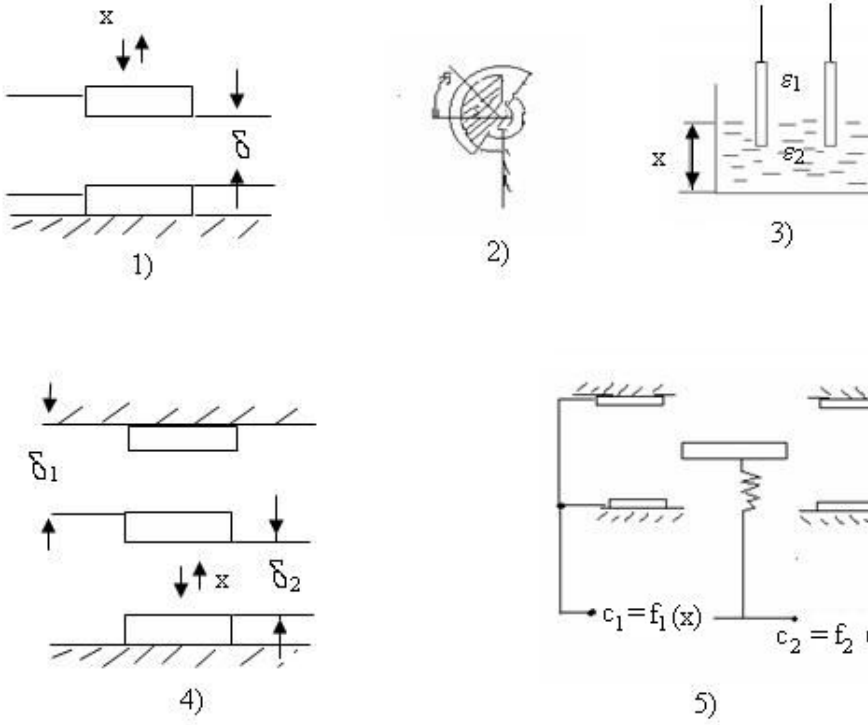 x
δ
1)
2)
ε1
ε2
x
3)
δ1
δ2
x
4)
c1 = f1(x)
c2 = f2
5)